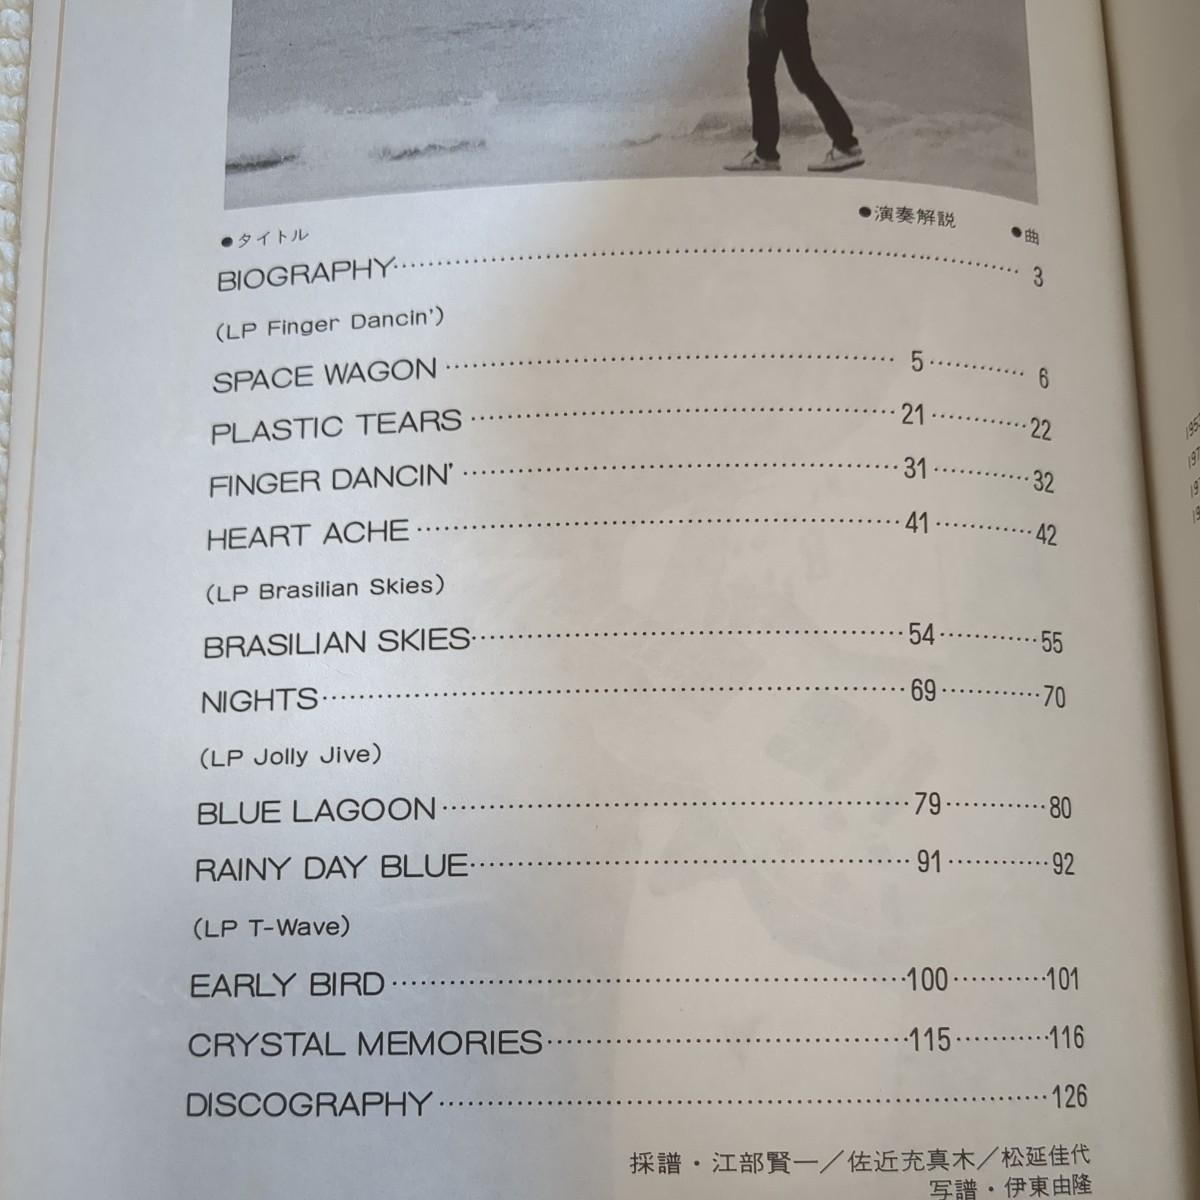 ●タイトル ●演奏解説 ●曲
BIOGRAPHY 3
(LP Finger Dancin')
SPACE WAGON 5 6
PLASTIC TEARS 21 22
FINGER DANCIN' 31 32
HEART ACHE 41 42
(LP Brasilian Skies)
BRASILIAN SKIES 54 55
NIGHTS 69 70
(LP Jolly Jive)
BLUE LAGOON 79 80
RAINY DAY BLUE 91 92
(LP T-Wave)
EARLY BIRD 100 101
CRYSTAL MEMORIES 115 116
DISCOGRAPHY 126
採譜・江部賢一／佐近充真木／松延佳代
写譜・伊東由隆